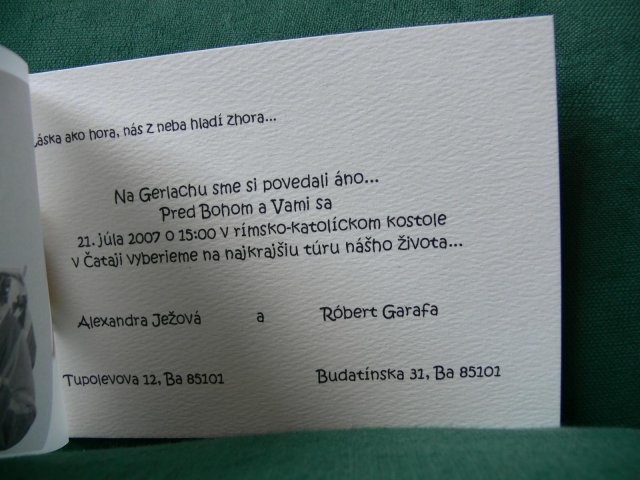 Láska ako hora, nás z neba hladí zhora...
Na Gerlachu sme si povedali áno...
Pred Bohom a Vami sa
21. júla 2007 o 15:00 v rímsko-katolíckom kostole
v Čataji vyberieme na najkrajšiu túru nášho života...
Alexandra Ježová a Róbert Garafa
Tupolevova 12, Ba 85101 Budatínska 31, Ba 85101